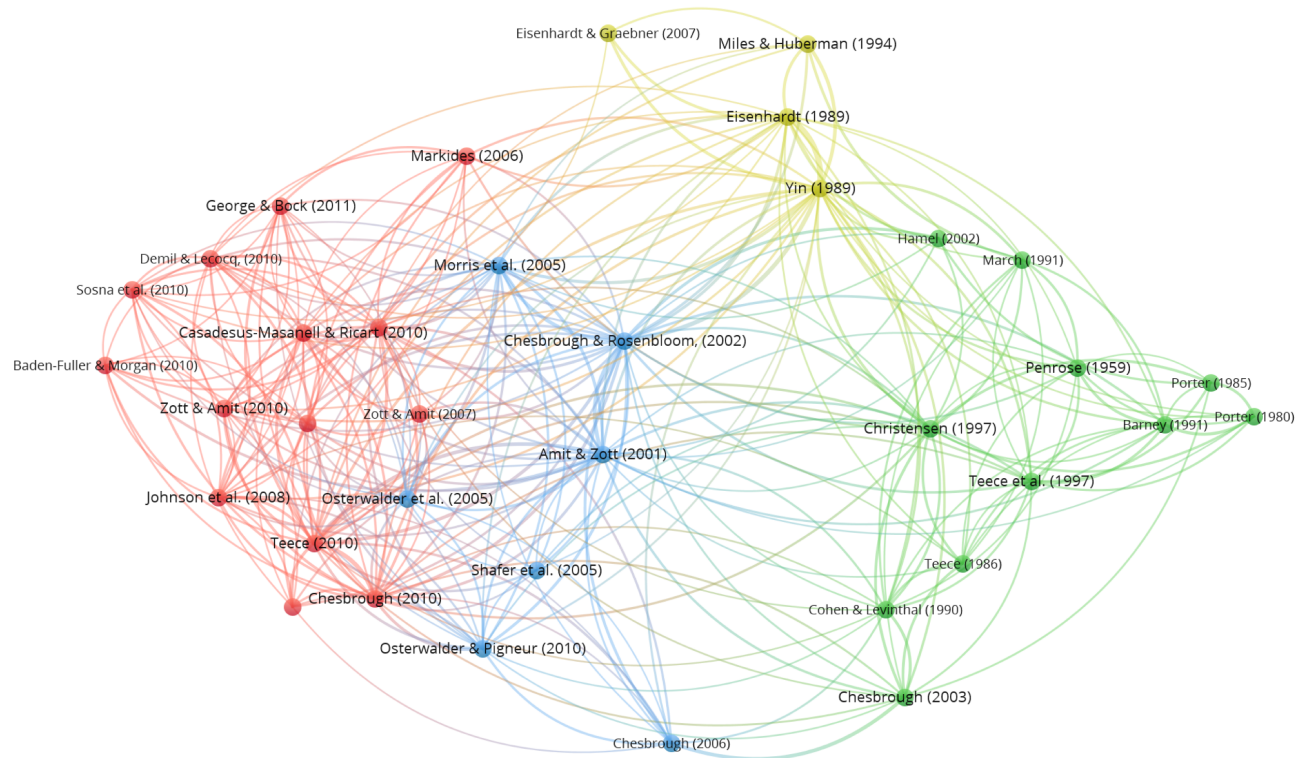 Eisenhardt & Graebner (2007)
Miles & Huberman (1994)
Eisenhardt (1989)
Markides (2006)
Yin (1989)
George & Bock (2011)
Hamel (2002)
Demil & Lecocq, (2010)
March (1991)
Morris et al. (2005)
Sosna et al. (2010)
Casadesus-Masanell & Ricart (2010)
Chesbrough & Rosenbloom, (2002)
Baden-Fuller & Morgan (2010)
Penrose (1959)
Porter (1985)
Zott & Amit (2010)
Zott & Amit (2007)
Christensen (1997)
Barney (1991)
Porter (1980)
Amit & Zott (2001)
Teece et al. (1997)
Johnson et al. (2008)
Osterwalder et al. (2005)
Teece (2010)
Teece (1986)
Shafer et al. (2005)
Chesbrough (2010)
Cohen & Levinthal (1990)
Osterwalder & Pigneur (2010)
Chesbrough (2003)
Chesbrough (2006)